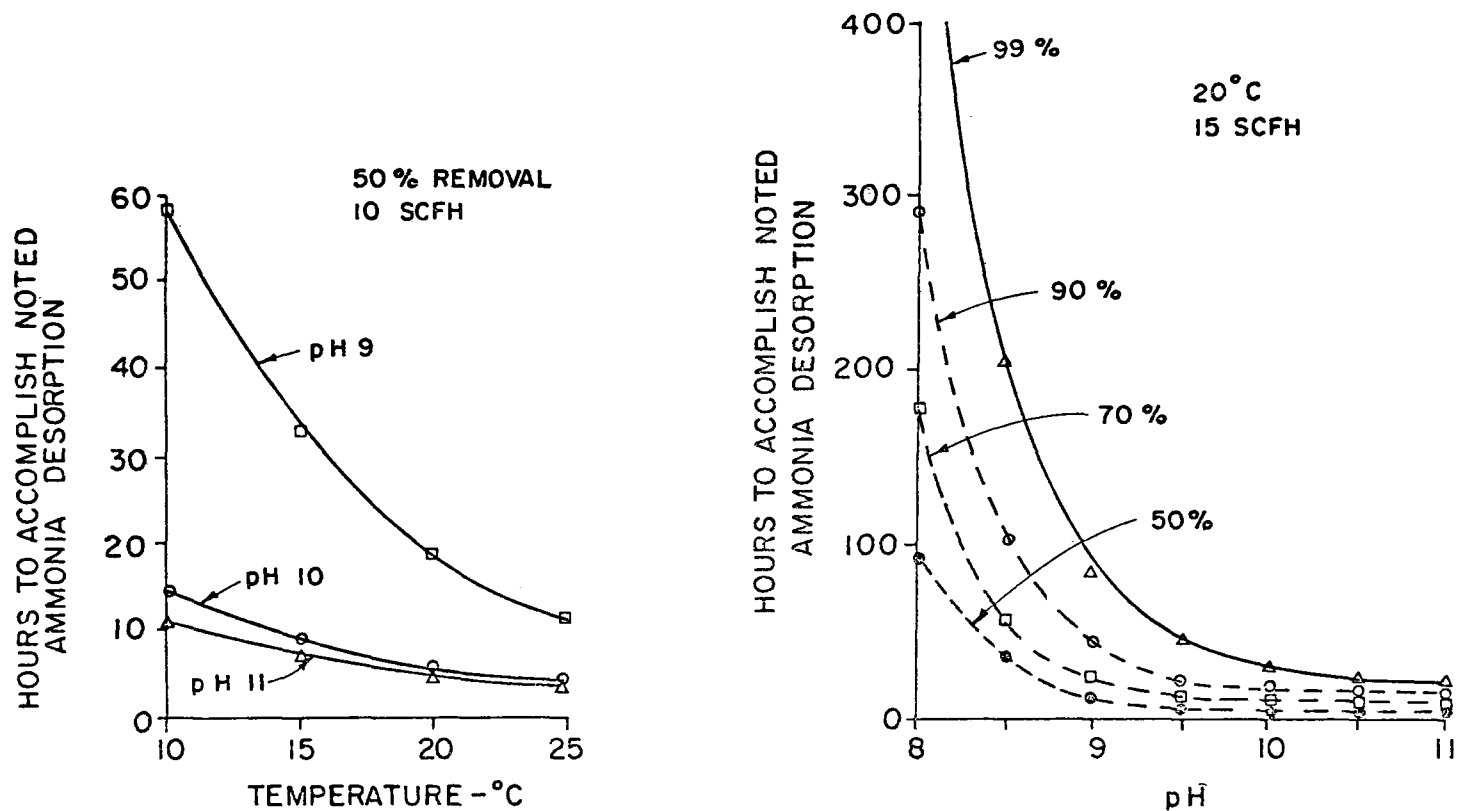 50% REMOVAL
10 SCFH
HOURS TO ACCOMPLISH NOTED
AMMONIA DESORPTION
60
50
40
30
20
10
0
pH 9
pH 10
pH 11
10
15
20
25
TEMPERATURE - °C
20°C
15 SCFH
HOURS TO ACCOMPLISH NOTED
AMMONIA DESORPTION
400
300
200
100
0
99 %
90 %
70 %
50%
8
9
10
11
pH